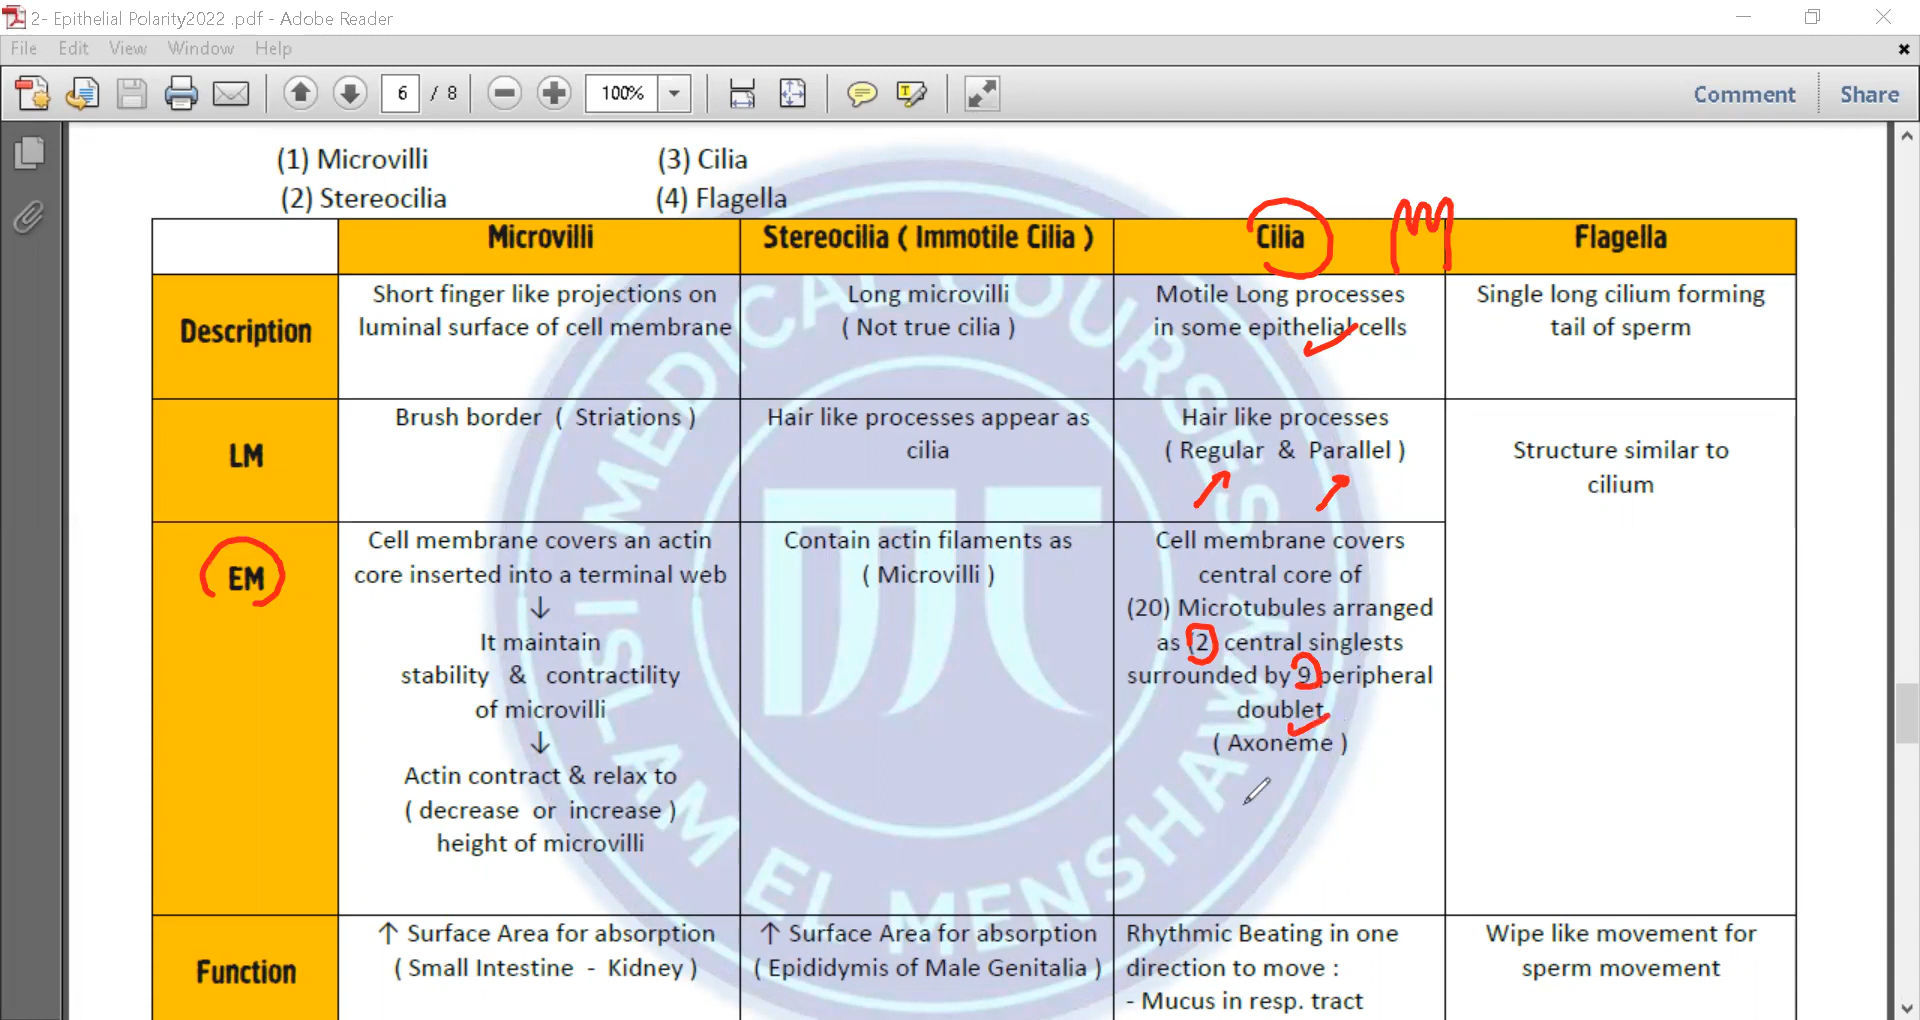 2- Epithelial Polarity2022 .pdf - Adobe Reader
File Edit View Window Help
6 / 8 100% Comment Share
(1) Microvilli (3) Cilia
(2) Stereocilia (4) Flagella
Microvilli Stereocilia ( Immotile Cilia ) Cilia Flagella
Description
Short finger like projections on
luminal surface of cell membrane
Long microvilli
( Not true cilia )
Motile Long processes
in some epithelial cells
Single long cilium forming
tail of sperm
LM
Brush border ( Striations )
Hair like processes appear as
cilia
Hair like processes
( Regular & Parallel )
Structure similar to
cilium
EM
Cell membrane covers an actin
core inserted into a terminal web
↓
It maintain
stability & contractility
of microvilli
↓
Actin contract & relax to
( decrease or increase )
height of microvilli
Contain actin filaments as
( Microvilli )
Cell membrane covers
central core of
(20) Microtubules arranged
as (2) central singlests
surrounded by 9 peripheral
doublet
( Axoneme )
Function
↑ Surface Area for absorption
( Small Intestine - Kidney )
↑ Surface Area for absorption
( Epididymis of Male Genitalia )
Rhythmic Beating in one
direction to move :
- Mucus in resp. tract
Wipe like movement for
sperm movement
MEDICAL COURSES
ISLAM EL MENSHAWY